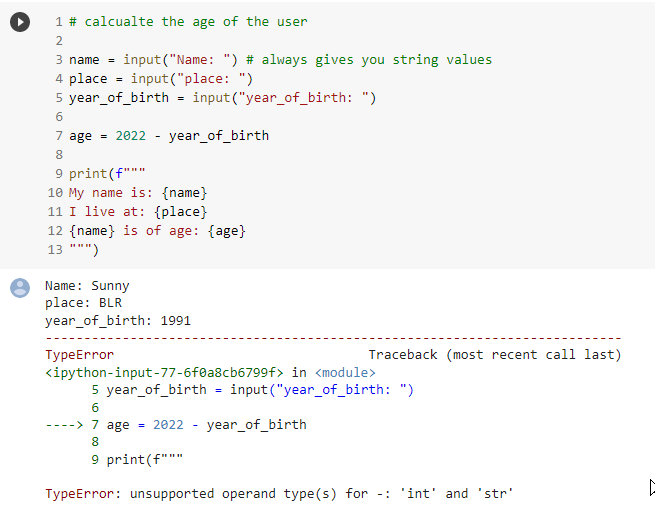 1 # calcualte the age of the user
2
3 name = input("Name: ") # always gives you string values
4 place = input("place: ")
5 year_of_birth = input("year_of_birth: ")
6
7 age = 2022 - year_of_birth
8
9 print(f"""
10 My name is: {name}
11 I live at: {place}
12 {name} is of age: {age}
13 """)
Name: Sunny
place: BLR
year_of_birth: 1991
---------------------------------------------------------------------------
TypeError                                 Traceback (most recent call last)
<ipython-input-77-6f0a8cb6799f> in <module>
      5 year_of_birth = input("year_of_birth: ")
      6
----> 7 age = 2022 - year_of_birth
      8
      9 print(f"""
TypeError: unsupported operand type(s) for -: 'int' and 'str'